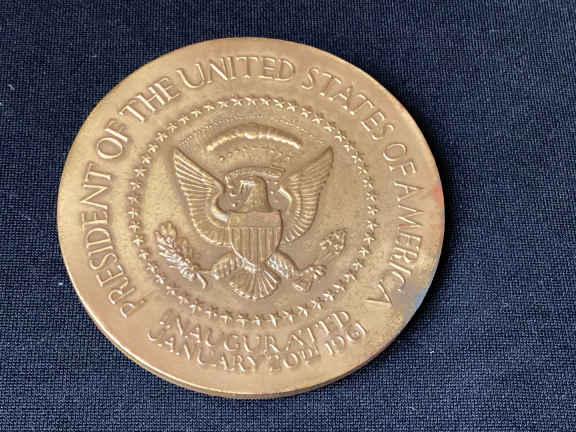 PRESIDENT OF THE UNITED STATES OF AMERICA
INAUGURATED
JANUARY 20TH 1961